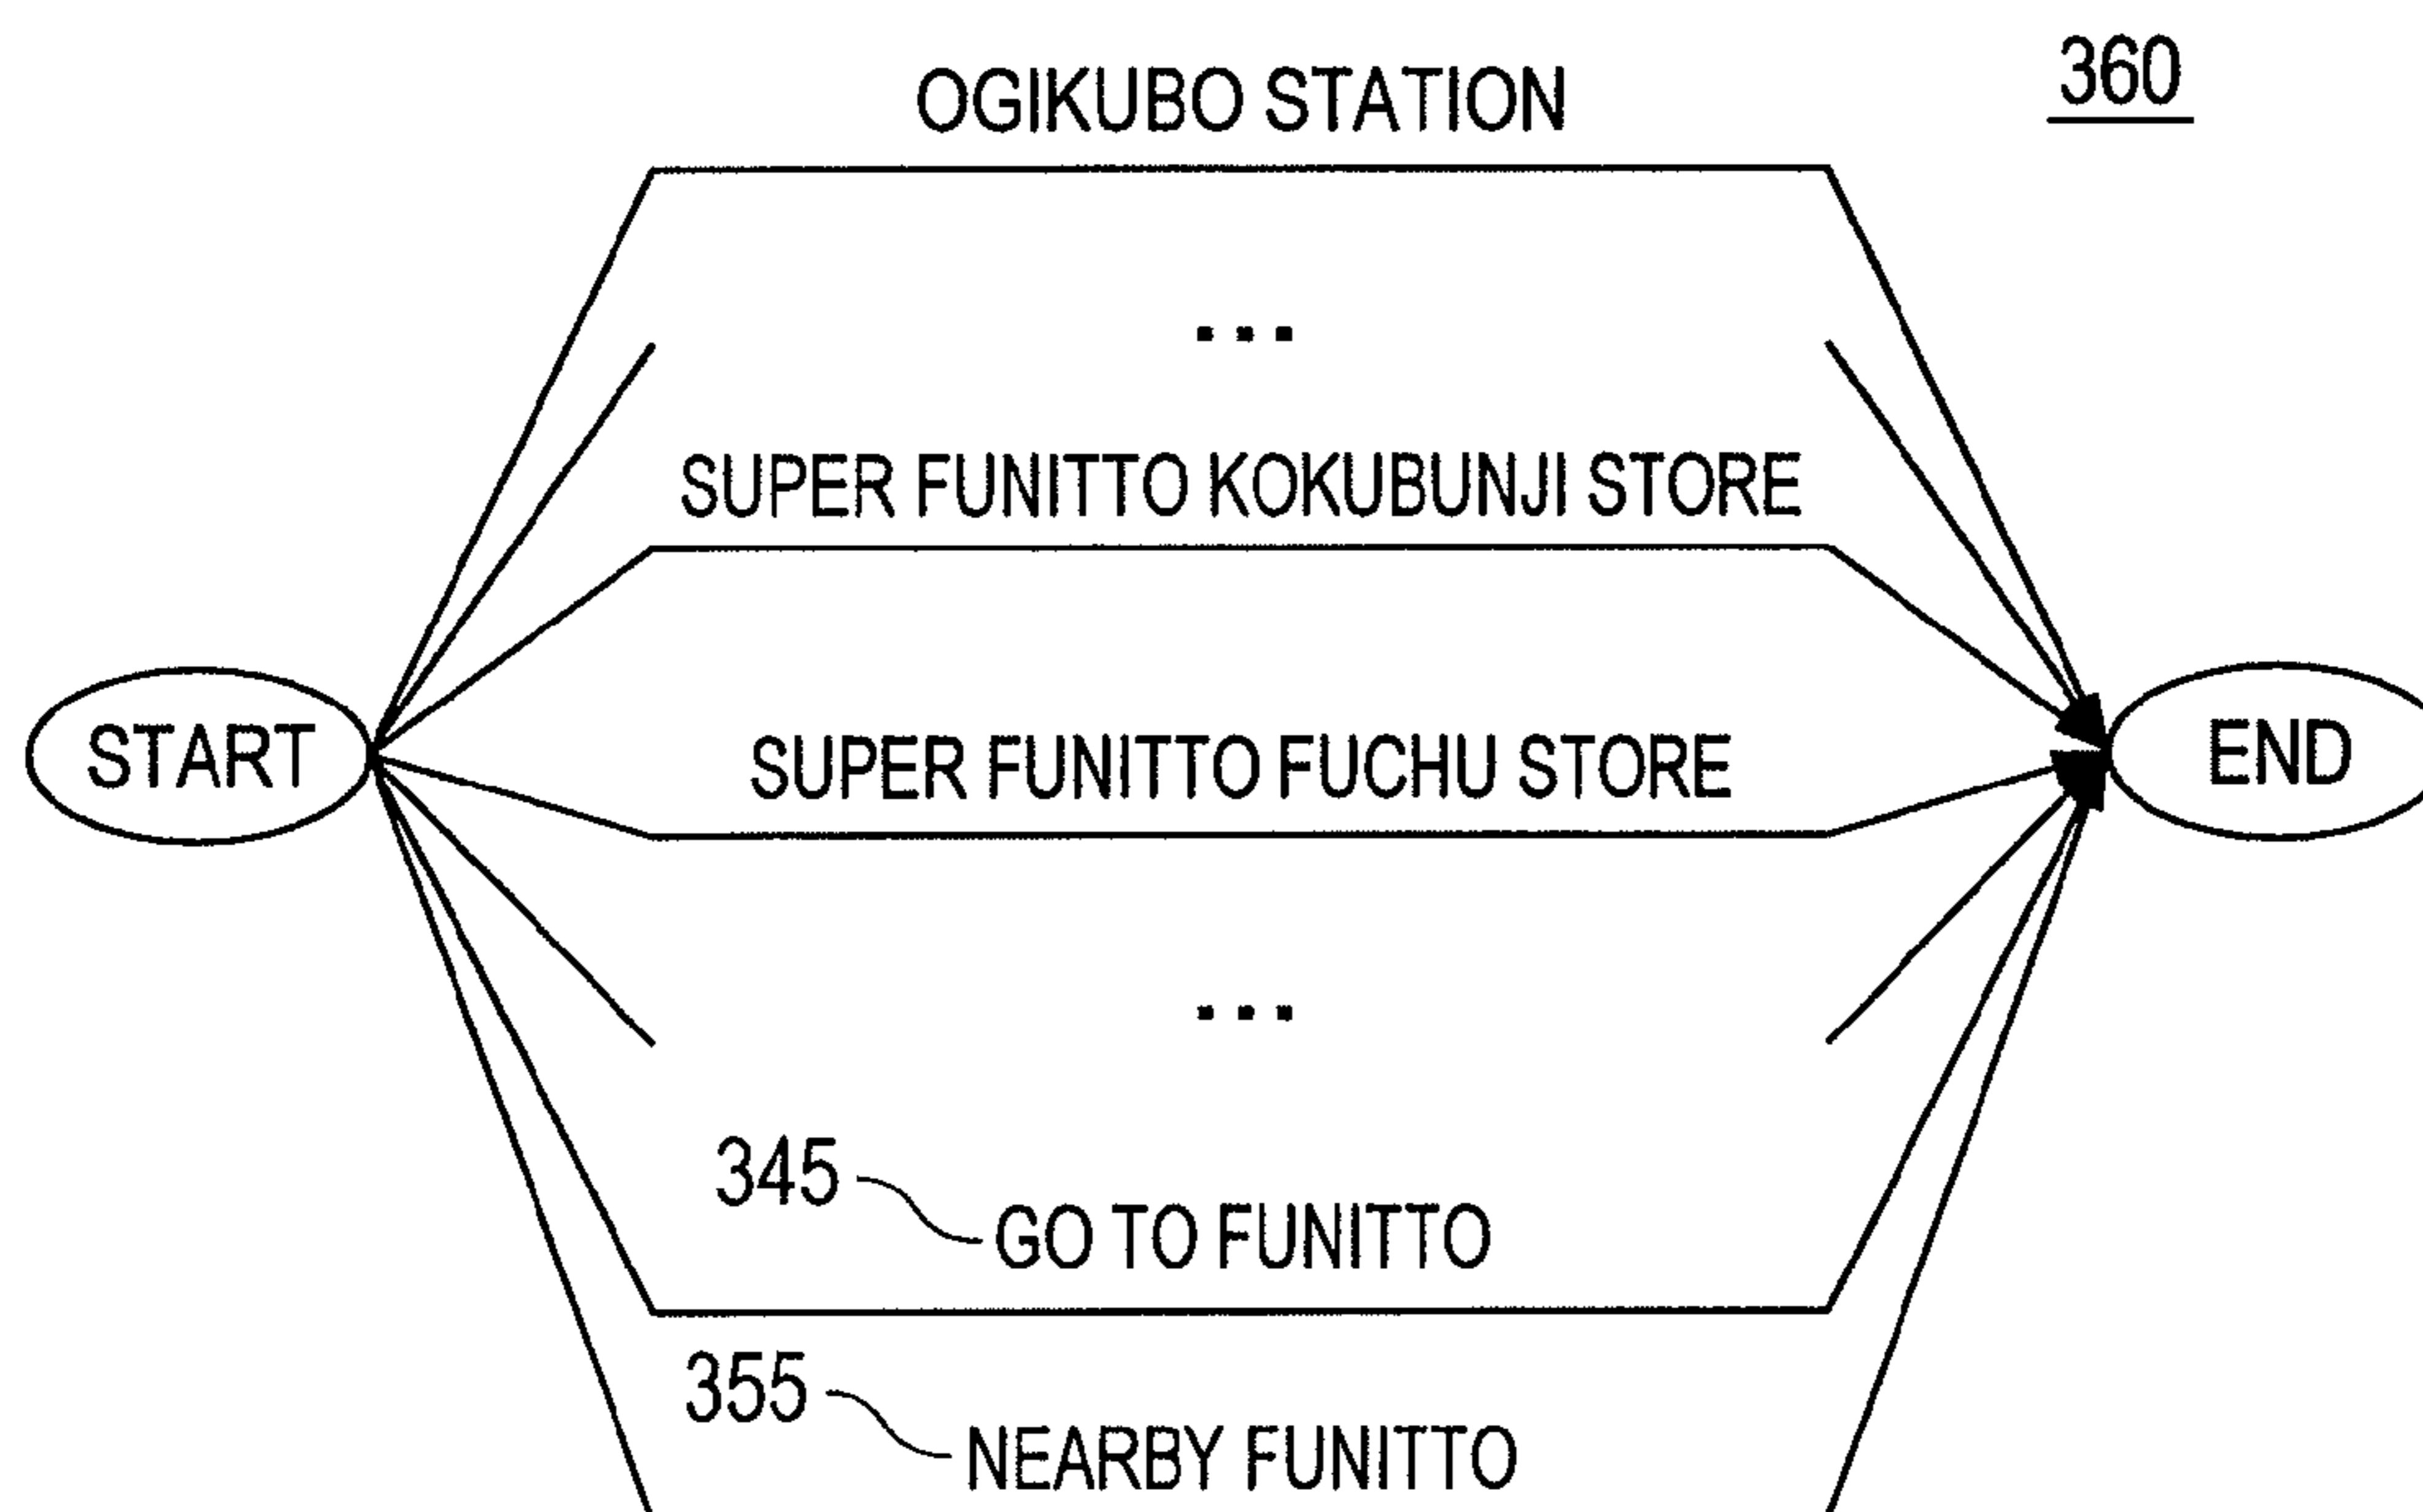 360
OGIKUBO STATION
...
SUPER FUNITTO KOKUBUNJI STORE
START
SUPER FUNITTO FUCHU STORE
END
...
345
GO TO FUNITTO
355
NEARBY FUNITTO